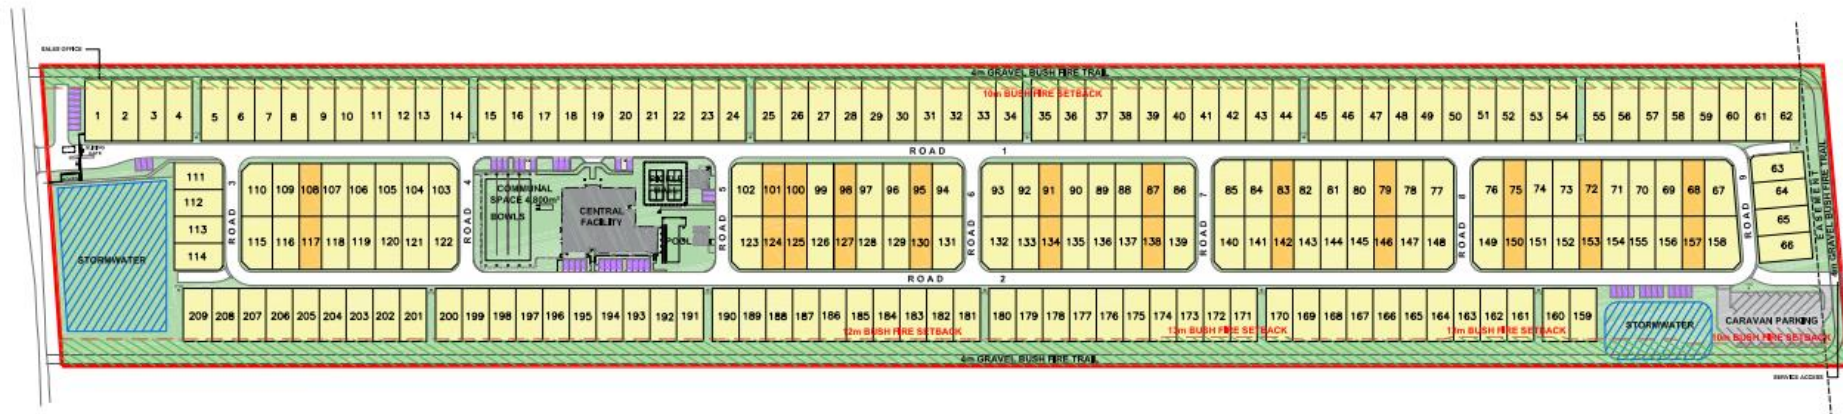 SALES OFFICE
4m GRAVEL BUSH FIRE TRAIL
10m BUSH FIRE SETBACK
1 2 3 4 5 6 7 8 9 10 11 12 13 14 15 16 17 18 19 20 21 22 23 24 25 26 27 28 29 30 31 32 33 34 35 36 37 38 39 40 41 42 43 44 45 46 47 48 49 50 51 52 53 54 55 56 57 58 59 60 61 62
ROAD 1
111
112
113
114
ROAD 3
110 109 108 107 106 105 104 103
115 116 117 118 119 120 121 122
ROAD 4
COMMUNAL
SPACE 4,800m²
BOWLS
CENTRAL
FACILITY
POOL
ROAD 5
102 101 100 99 98 97 96 95 94
123 124 125 126 127 128 129 130 131
ROAD 6
93 92 91 90 89 88 87 86
132 133 134 135 136 137 138 139
ROAD 7
85 84 83 82 81 80 79 78 77
140 141 142 143 144 145 146 147 148
ROAD 8
76 75 74 73 72 71 70 69 68 67
149 150 151 152 153 154 155 156 157 158
ROAD 9
63
64
65
66
EASEMENT
4m GRAVEL BUSH FIRE TRAIL
STORMWATER
ROAD 2
209 208 207 206 205 204 203 202 201 200 199 198 197 196 195 194 193 192 191 190 189 188 187 186 185 184 183 182 181 180 179 178 177 176 175 174 173 172 171 170 169 168 167 166 165 164 163 162 161 160 159
12m BUSH FIRE SETBACK
13m BUSH FIRE SETBACK
13m BUSH FIRE SETBACK
STORMWATER
CARAVAN PARKING
10m BUSH FIRE SETBACK
4m GRAVEL BUSH FIRE TRAIL
4m GRAVEL BUSH FIRE TRAIL
SERVICE ACCESS